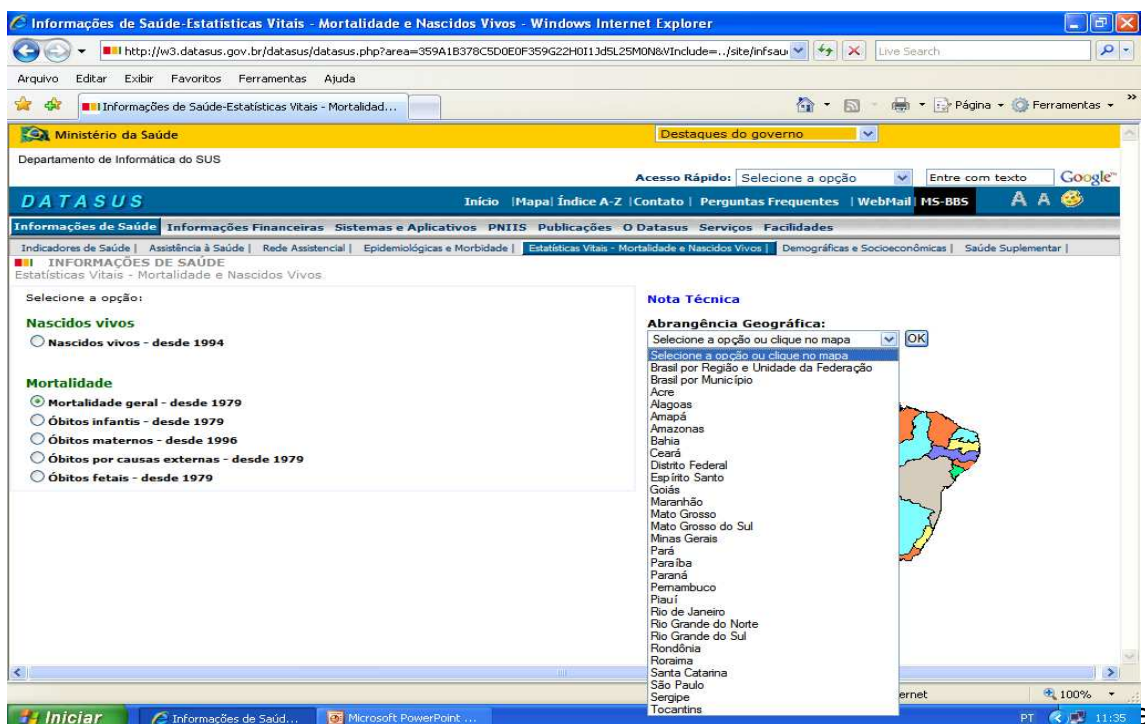 Informações de Saúde-Estatísticas Vitais - Mortalidade e Nascidos Vivos - Windows Internet Explorer
http://w3.datasus.gov.br/datasus/datasus.php?area=359A1B378C5D0E0F359G22H0I1Jd5L25M0N&VInclude=../site/infsau
Live Search
Arquivo Editar Exibir Favoritos Ferramentas Ajuda
Informações de Saúde-Estatísticas Vitais - Mortalidad...
Página
Ferramentas
Ministério da Saúde
Destaques do governo
Departamento de Informática do SUS
Acesso Rápido: Selecione a opção
Entre com texto
Google
DATASUS
Início |Mapa| Índice A-Z |Contato | Perguntas Frequentes | WebMail| MS-BBS
A A
Informações de Saúde Informações Financeiras Sistemas e Aplicativos PNIIS Publicações O Datasus Serviços Facilidades
Indicadores de Saúde | Assistência à Saúde | Rede Assistencial | Epidemiológicas e Morbidade | Estatísticas Vitais - Mortalidade e Nascidos Vivos | Demográficas e Socioeconômicas | Saúde Suplementar |
INFORMAÇÕES DE SAÚDE
Estatísticas Vitais - Mortalidade e Nascidos Vivos
Selecione a opção:
Nascidos vivos
Nascidos vivos - desde 1994
Mortalidade
Mortalidade geral - desde 1979
Óbitos infantis - desde 1979
Óbitos maternos - desde 1996
Óbitos por causas externas - desde 1979
Óbitos fetais - desde 1979
Nota Técnica
Abrangência Geográfica:
Selecione a opção ou clique no mapa
OK
Selecione a opção ou clique no mapa
Brasil por Região e Unidade da Federação
Brasil por Município
Acre
Alagoas
Amapá
Amazonas
Bahia
Ceará
Distrito Federal
Espírito Santo
Goiás
Maranhão
Mato Grosso
Mato Grosso do Sul
Minas Gerais
Pará
Paraíba
Paraná
Pernambuco
Piauí
Rio de Janeiro
Rio Grande do Norte
Rio Grande do Sul
Rondônia
Roraima
Santa Catarina
São Paulo
Sergipe
Tocantins
ernet
100%
Iniciar
Informações de Saúd...
Microsoft PowerPoint ...
PT
11:35